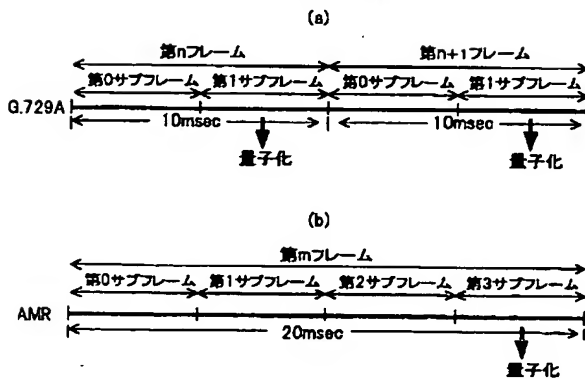 (a)
第nフレーム 第n+1フレーム
第0サブフレーム 第1サブフレーム 第0サブフレーム 第1サブフレーム
G.729A
10msec 10msec
量子化 量子化
(b)
第mフレーム
第0サブフレーム 第1サブフレーム 第2サブフレーム 第3サブフレーム
AMR
20msec
量子化